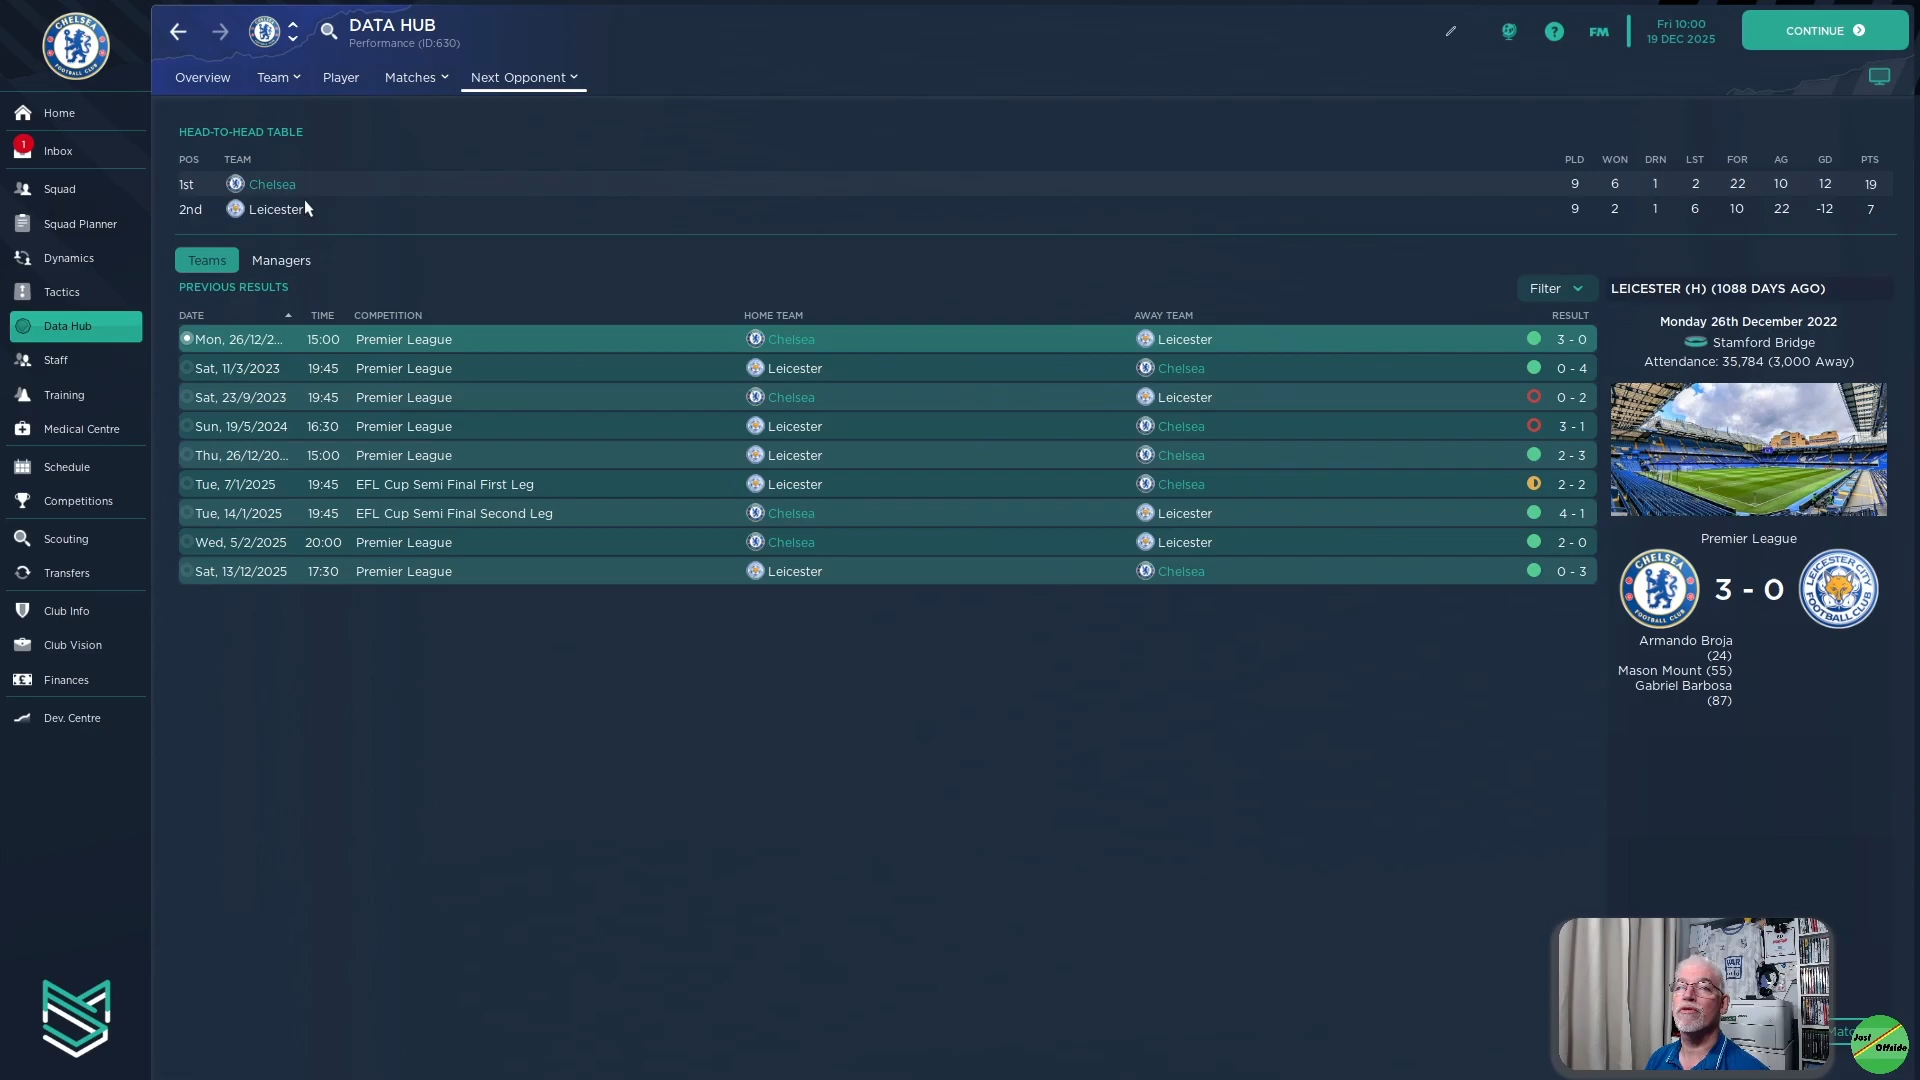 DATA HUB
Performance (ID:630)
Fri 10:00
19 DEC 2025
CONTINUE
FM
?
Overview
Team
Player
Matches
Next Opponent
CHELSEA
FOOTBALL CLUB
Home
1
Inbox
Squad
Squad Planner
Dynamics
Tactics
Data Hub
Staff
Training
Medical Centre
Schedule
Competitions
Scouting
Transfers
Club Info
Club Vision
Finances
Dev. Centre
HEAD-TO-HEAD TABLE
POS TEAM PLD WON DRN LST FOR AG GD PTS
1st Chelsea 9 6 1 2 22 10 12 19
2nd Leicester 9 2 1 6 10 22 -12 7
Teams Managers
PREVIOUS RESULTS
Filter
DATE TIME COMPETITION HOME TEAM AWAY TEAM RESULT
Mon, 26/12/2... 15:00 Premier League Chelsea Leicester 3 - 0
Sat, 11/3/2023 19:45 Premier League Leicester Chelsea 0 - 4
Sat, 23/9/2023 19:45 Premier League Chelsea Leicester 0 - 2
Sun, 19/5/2024 16:30 Premier League Leicester Chelsea 3 - 1
Thu, 26/12/20... 15:00 Premier League Leicester Chelsea 2 - 3
Tue, 7/1/2025 19:45 EFL Cup Semi Final First Leg Leicester Chelsea 2 - 2
Tue, 14/1/2025 19:45 EFL Cup Semi Final Second Leg Chelsea Leicester 4 - 1
Wed, 5/2/2025 20:00 Premier League Chelsea Leicester 2 - 0
Sat, 13/12/2025 17:30 Premier League Leicester Chelsea 0 - 3
LEICESTER (H) (1088 DAYS AGO)
Monday 26th December 2022
Stamford Bridge
Attendance: 35,784 (3,000 Away)
Premier League
CHELSEA
FOOTBALL CLUB
3 - 0
LEICESTER CITY
FOOTBALL CLUB
Armando Broja
(24)
Mason Mount (55)
Gabriel Barbosa
(87)
Just
Offside